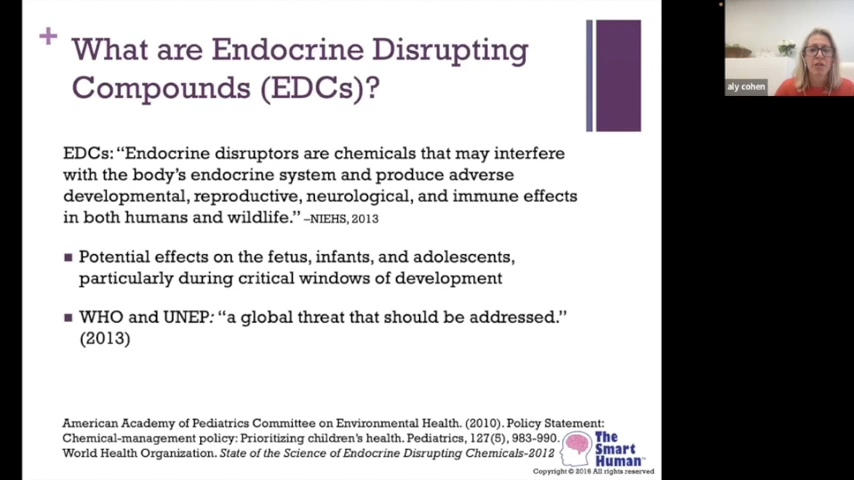 +
What are Endocrine Disrupting
Compounds (EDCs)?
EDCs: “Endocrine disruptors are chemicals that may interfere
with the body’s endocrine system and produce adverse
developmental, reproductive, neurological, and immune effects
in both humans and wildlife.” –NIEHS, 2013
■ Potential effects on the fetus, infants, and adolescents,
particularly during critical windows of development
■ WHO and UNEP: “a global threat that should be addressed.”
(2013)
American Academy of Pediatrics Committee on Environmental Health. (2010). Policy Statement:
Chemical-management policy: Prioritizing children’s health. Pediatrics, 127(5), 983-990.
World Health Organization. State of the Science of Endocrine Disrupting Chemicals-2012
The
Smart
Human™
Copyright © 2016 All rights reserved
aly cohen